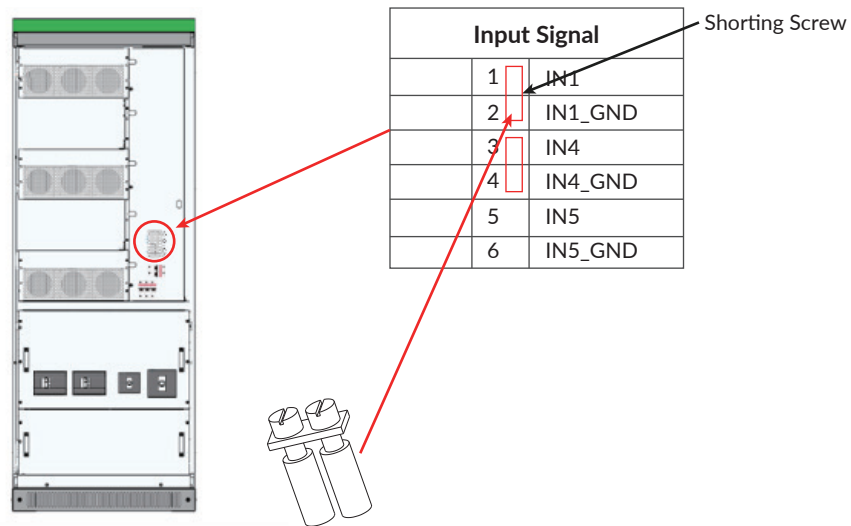 Shorting Screw
Input Signal
1 IN1
2 IN1_GND
3 IN4
4 IN4_GND
5 IN5
6 IN5_GND